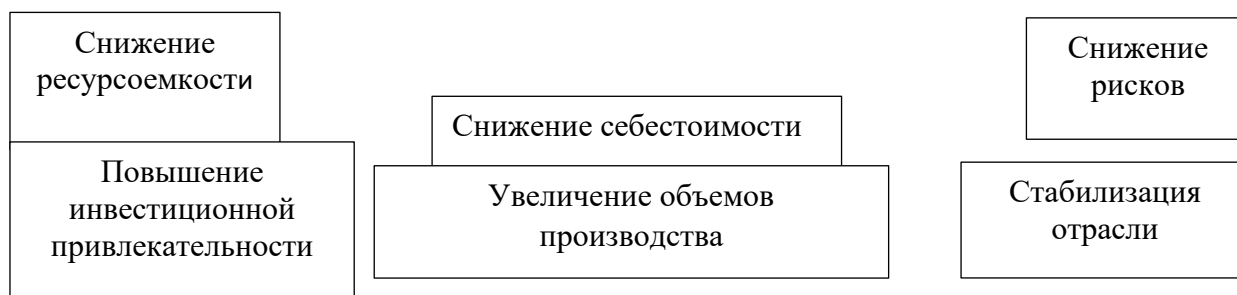 Снижение
ресурсоемкости
Повышение
инвестиционной
привлекательности
Снижение себестоимости
Увеличение объемов
производства
Снижение
рисков
Стабилизация
отрасли